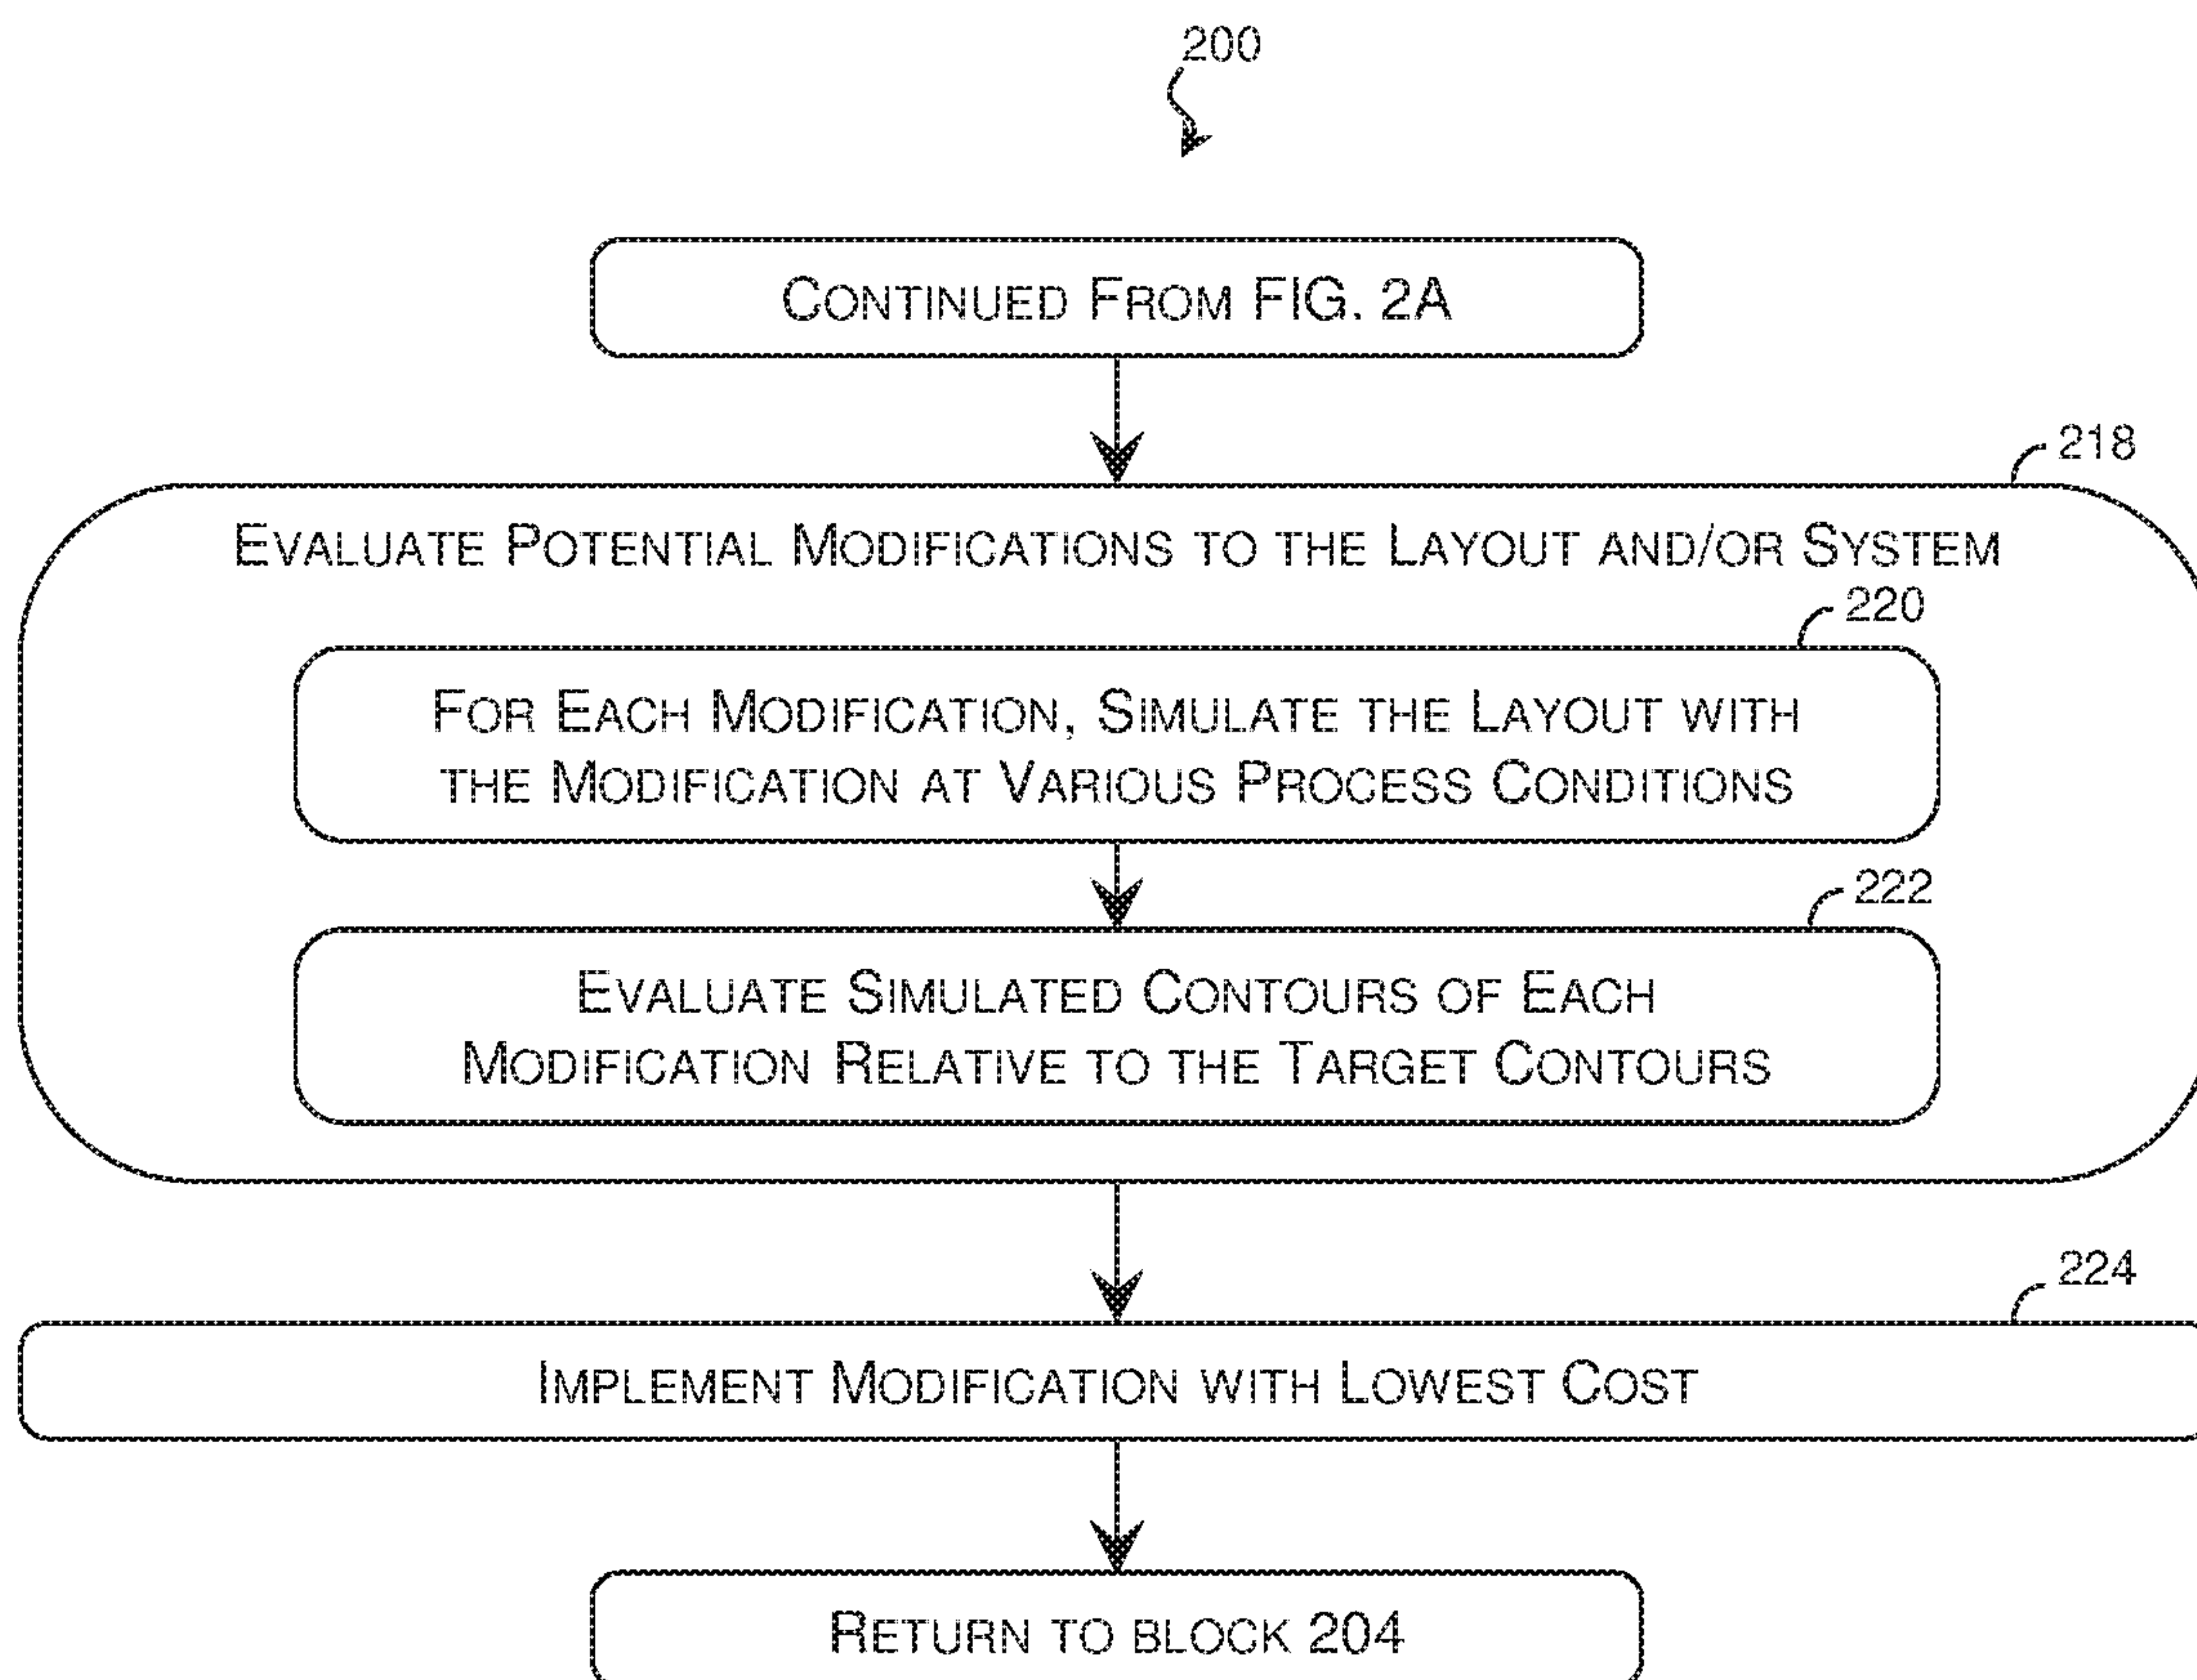 200
CONTINUED FROM FIG. 2A
218
EVALUATE POTENTIAL MODIFICATIONS TO THE LAYOUT AND/OR SYSTEM
220
FOR EACH MODIFICATION, SIMULATE THE LAYOUT WITH
THE MODIFICATION AT VARIOUS PROCESS CONDITIONS
222
EVALUATE SIMULATED CONTOURS OF EACH
MODIFICATION RELATIVE TO THE TARGET CONTOURS
224
IMPLEMENT MODIFICATION WITH LOWEST COST
RETURN TO BLOCK 204